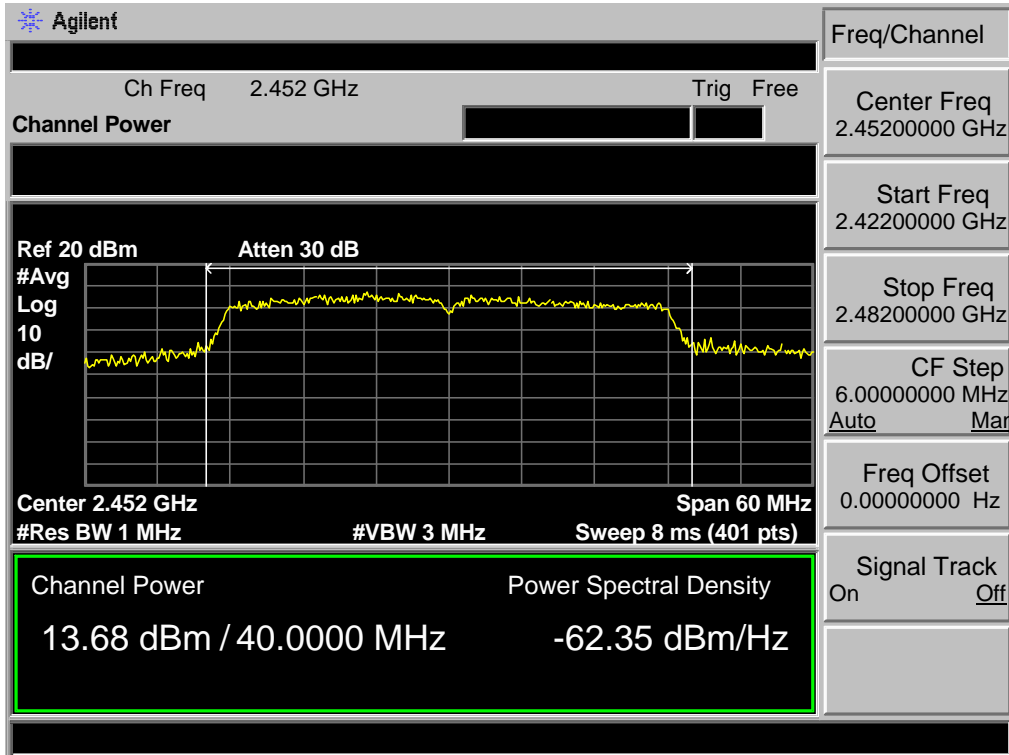 Agilent
Freq/Channel
Ch Freq 2.452 GHz Trig Free
Channel Power
Center Freq
2.45200000 GHz
Start Freq
2.42200000 GHz
Stop Freq
2.48200000 GHz
CF Step
6.00000000 MHz
Auto Man
Freq Offset
0.00000000 Hz
Signal Track
On Off
Ref 20 dBm Atten 30 dB
#Avg
Log
10
dB/
Center 2.452 GHz Span 60 MHz
#Res BW 1 MHz #VBW 3 MHz Sweep 8 ms (401 pts)
Channel Power Power Spectral Density
13.68 dBm / 40.0000 MHz -62.35 dBm/Hz